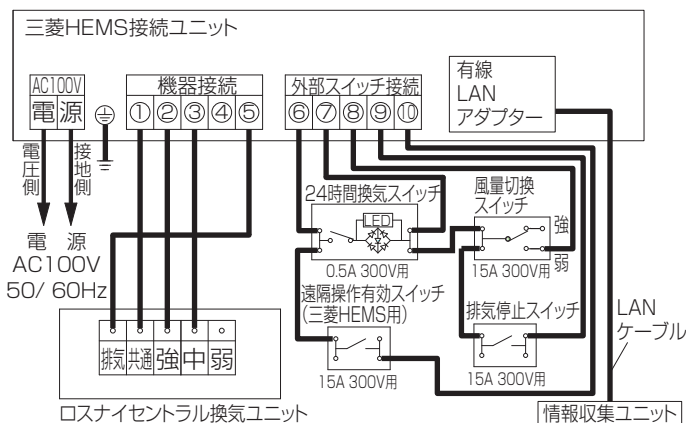 三菱HEMS接続ユニット
AC100V
電源
機器接続
①②③④⑤
外部スイッチ接続
⑥⑦⑧⑨⑩
有線
LAN
アダプター
電圧側
接地側
電 源
AC100V
50/ 60Hz
24時間換気スイッチ
LED
0.5A 300V用
風量切換
スイッチ
強
弱
15A 300V用
遠隔操作有効スイッチ
(三菱HEMS用)
15A 300V用
排気停止スイッチ
15A 300V用
LAN
ケーブル
排気 共通 強 中 弱
ロスナイセントラル換気ユニット
情報収集ユニット